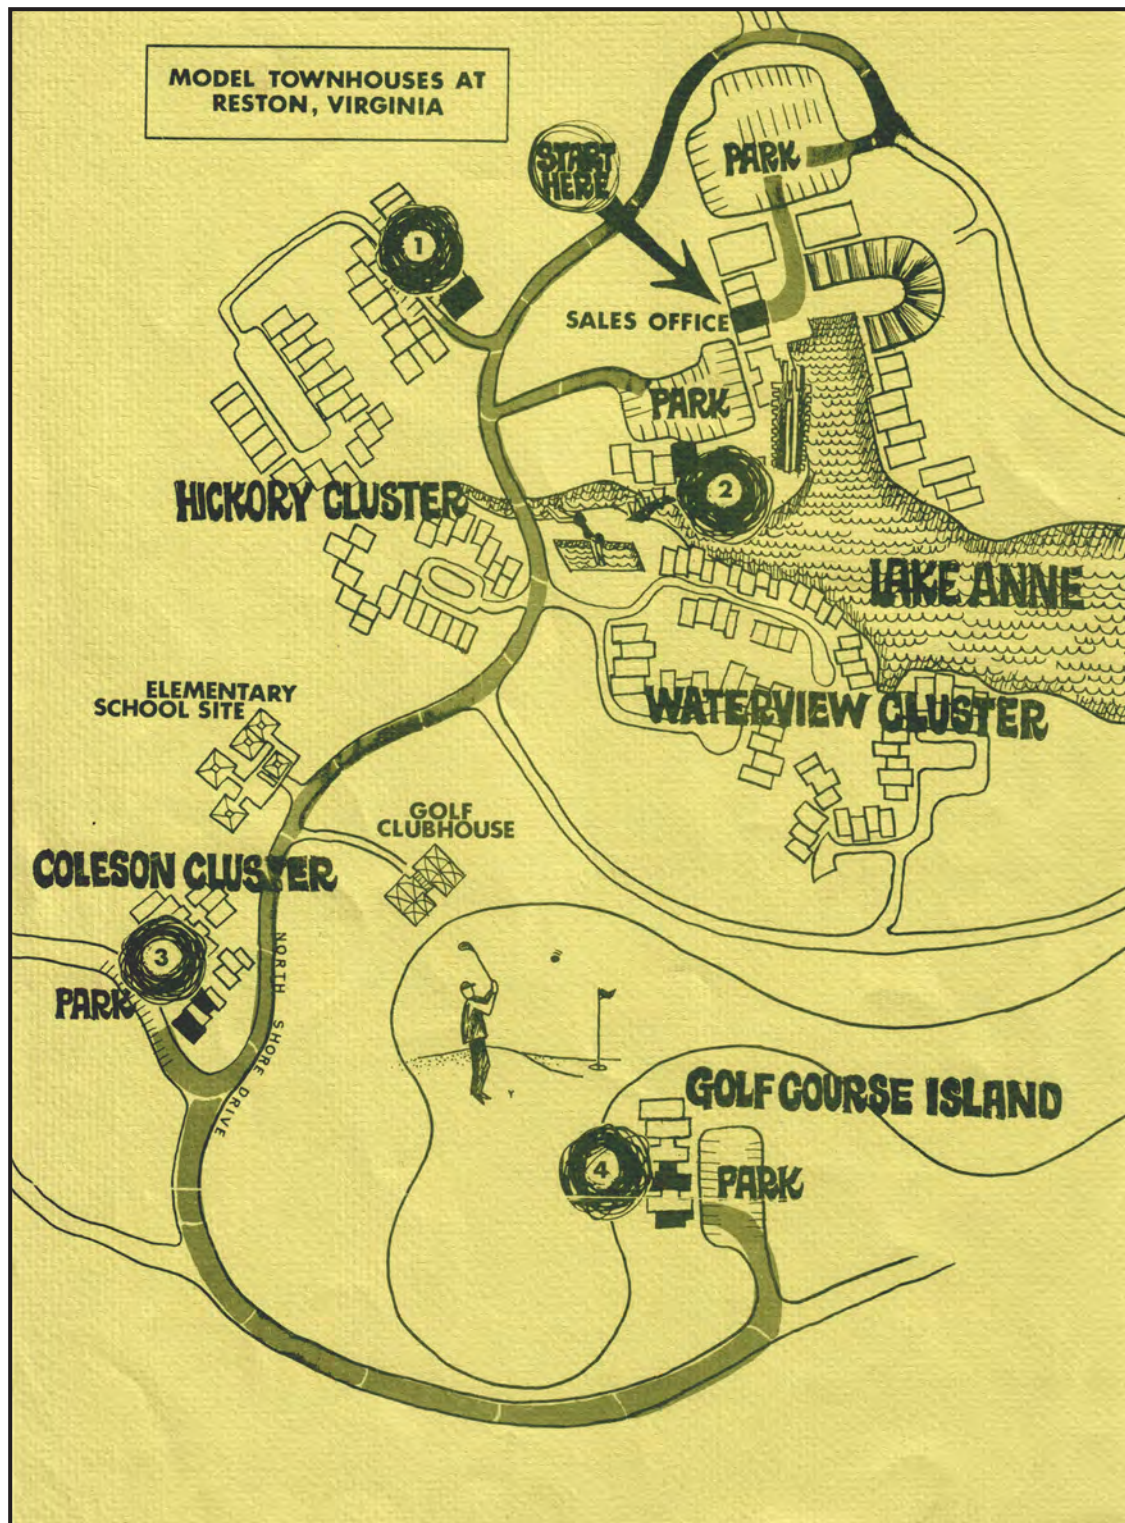 MODEL TOWNHOUSES AT
RESTON, VIRGINIA
START
HERE
PARK
1
SALES OFFICE
PARK
HICKORY CLUSTER
2
LAKE ANNE
ELEMENTARY
SCHOOL SITE
WATERVIEW CLUSTER
GOLF
CLUBHOUSE
COLESON CLUSTER
3
PARK
NORTH SHORE DRIVE
GOLF COURSE ISLAND
4
PARK